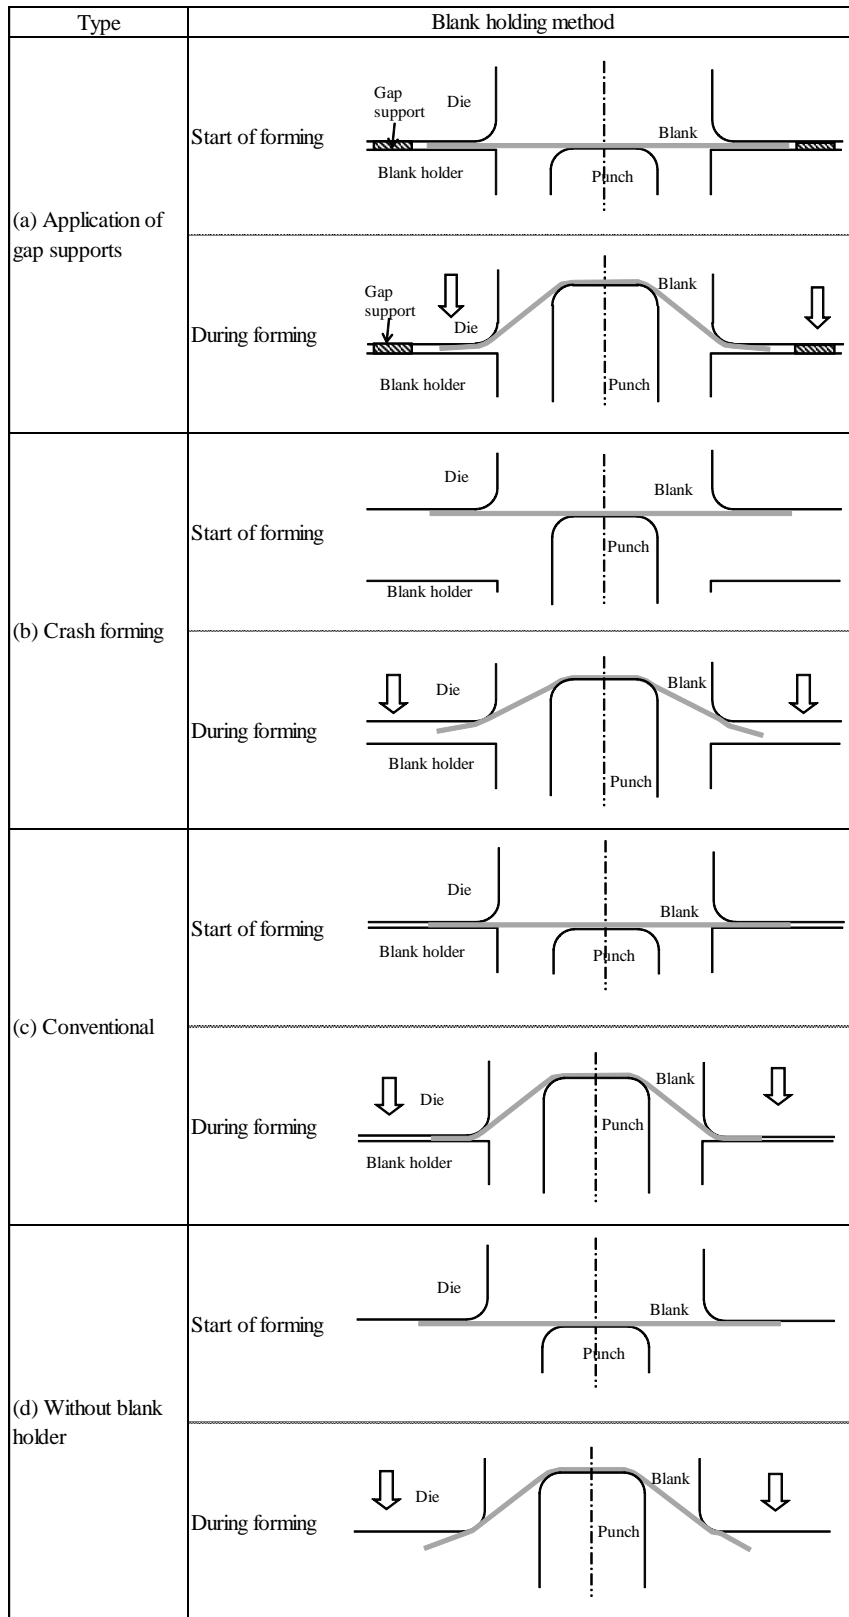 Type
Blank holding method
(a) Application of
gap supports
Start of forming
Gap
support
Die
Blank
Blank holder
Punch
During forming
Gap
support
Die
Blank
Blank holder
Punch
(b) Crash forming
Start of forming
Die
Blank
Punch
Blank holder
During forming
Die
Blank
Blank holder
Punch
(c) Conventional
Start of forming
Die
Blank
Blank holder
Punch
During forming
Die
Blank
Punch
Blank holder
(d) Without blank
holder
Start of forming
Die
Blank
Punch
During forming
Die
Blank
Punch